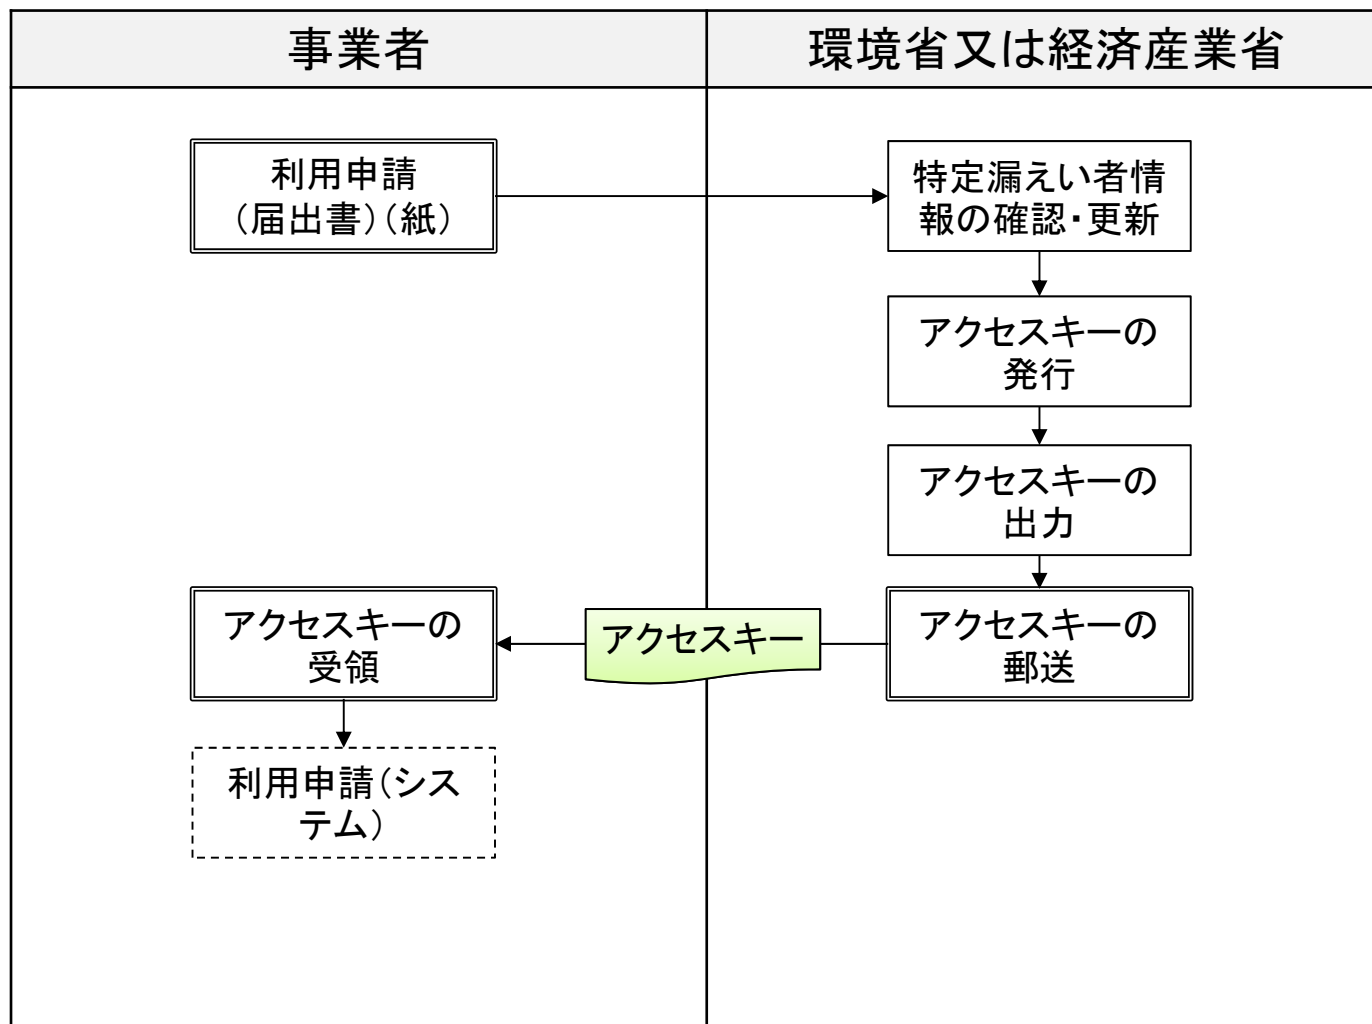 事業者
環境省又は経済産業省
利用申請
（届出書）（紙）
特定漏えい者情
報の確認・更新
アクセスキーの
発行
アクセスキーの
出力
アクセスキーの
受領
アクセスキー
アクセスキーの
郵送
利用申請（シス
テム）